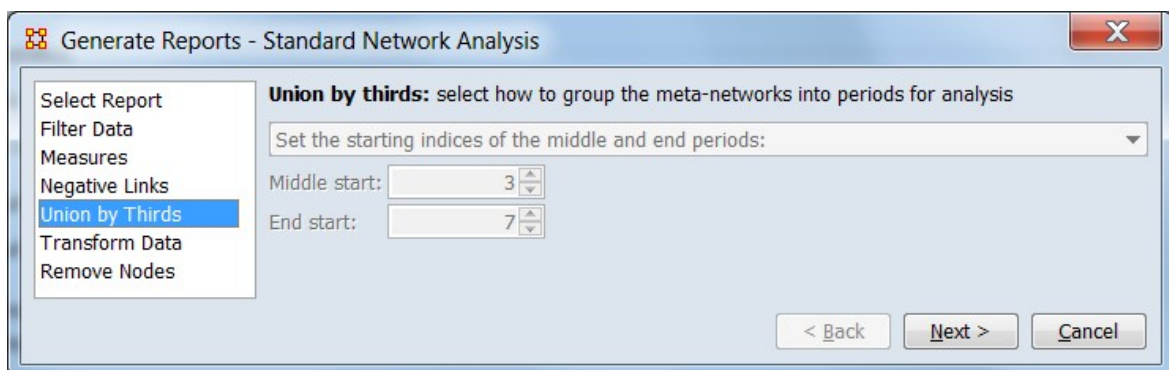 Generate Reports - Standard Network Analysis
Select Report
Filter Data
Measures
Negative Links
Union by Thirds
Transform Data
Remove Nodes
Union by thirds: select how to group the meta-networks into periods for analysis
Set the starting indices of the middle and end periods:
Middle start: 3
End start: 7
< Back Next > Cancel